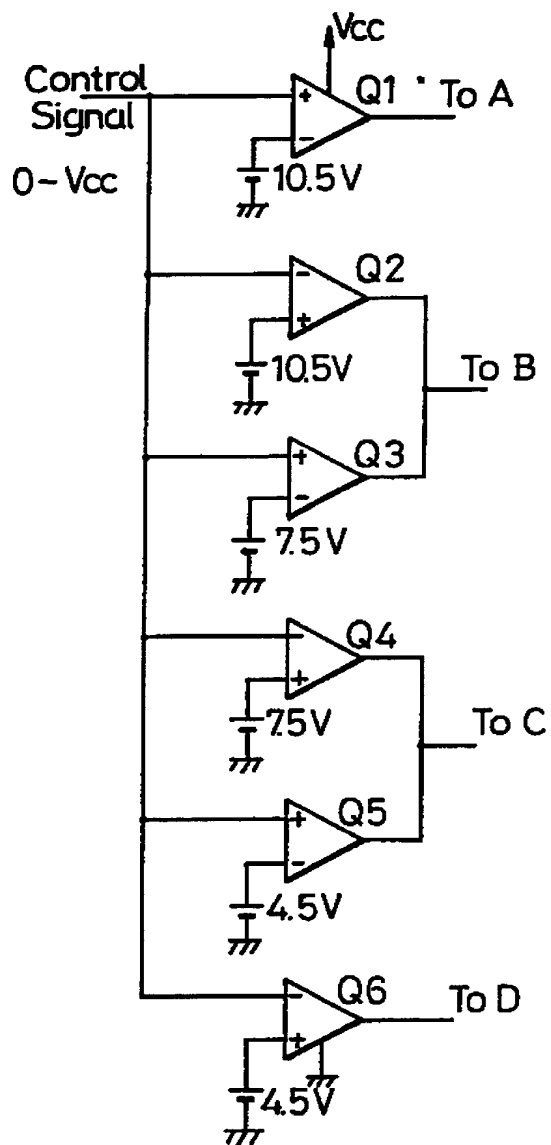 Vcc
Control Signal
0~Vcc
Q1
To A
+
-
10.5V
Q2
-
+
10.5V
To B
Q3
+
-
7.5V
Q4
-
+
7.5V
To C
Q5
+
-
4.5V
Q6
-
+
To D
4.5V